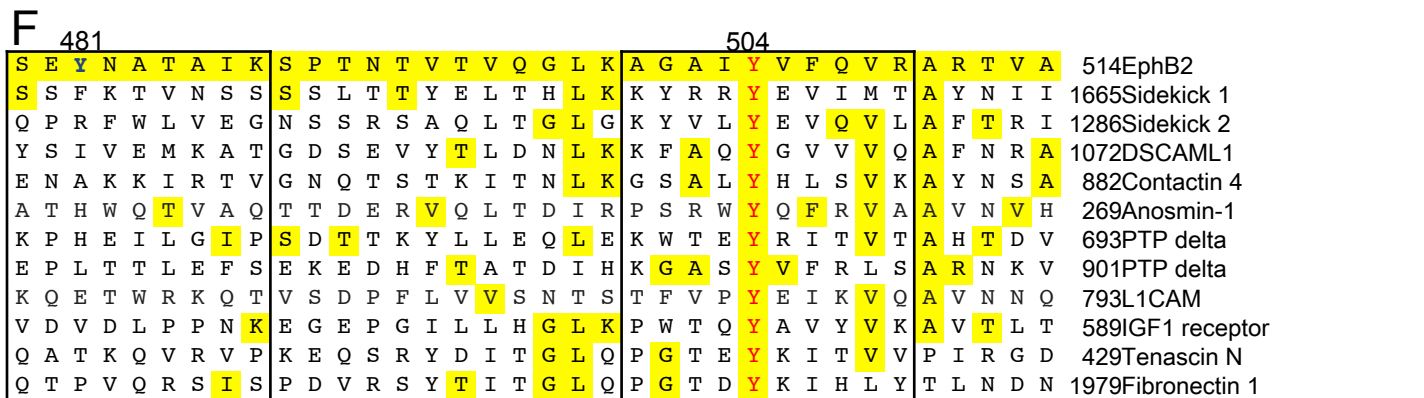 F
481 504
S E Y N A T A I K S P T N T V T V Q G L K A G A I Y V F Q V R A R T V A 514EphB2
S S F K T V N S S S S L T T Y E L T H L K K Y R R Y E V I M T A Y N I I 1665Sidekick 1
Q P R F W L V E G N S S R S A Q L T G L G K Y V L Y E V Q V L A F T R I 1286Sidekick 2
Y S I V E M K A T G D S E V Y T L D N L K K F A Q Y G V V V Q A F N R A 1072DSCAML1
E N A K K I R T V G N Q T S T K I T N L K G S A L Y H L S V K A Y N S A 882Contactin 4
A T H W Q T V A Q T T D E R V Q L T D I R P S R W Y Q F R V A A V N V H 269Anosmin-1
K P H E I L G I P S D T T K Y L L E Q L E K W T E Y R I T V T A H T D V 693PTP delta
E P L T T L E F S E K E D H F T A T D I H K G A S Y V F R L S A R N K V 901PTP delta
K Q E T W R K Q T V S D P F L V V S N T S T F V P Y E I K V Q A V N N Q 793L1CAM
V D V D L P P N K E G E P G I L L H G L K P W T Q Y A V Y V K A V T L T 589IGF1 receptor
Q A T K Q V R V P K E Q S R Y D I T G L Q P G T E Y K I T V V P I R G D 429Tenascin N
Q T P V Q R S I S P D V R S Y T I T G L Q P G T D Y K I H L Y T L N D N 1979Fibronectin 1